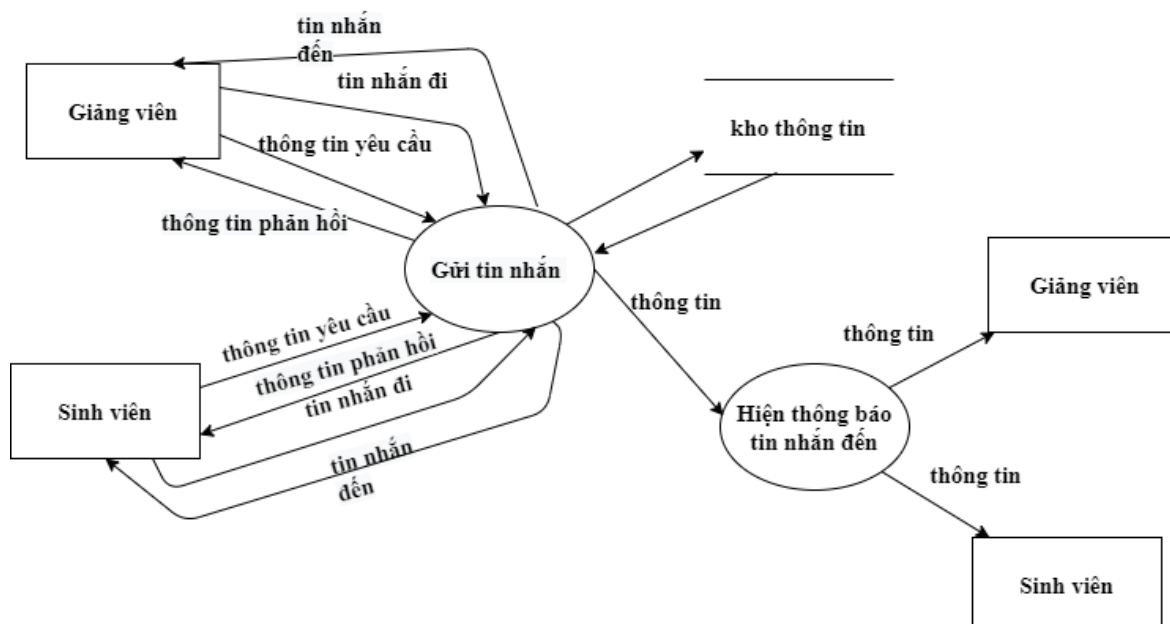 tin nhắn
đến
tin nhắn đi
Giảng viên
thông tin yêu cầu
kho thông tin
thông tin phản hồi
Gửi tin nhắn
Giảng viên
thông tin
thông tin
thông tin yêu cầu
thông tin phản hồi
tin nhắn đi
Sinh viên
Hiện thông báo
tin nhắn đến
tin nhắn
đến
thông tin
Sinh viên